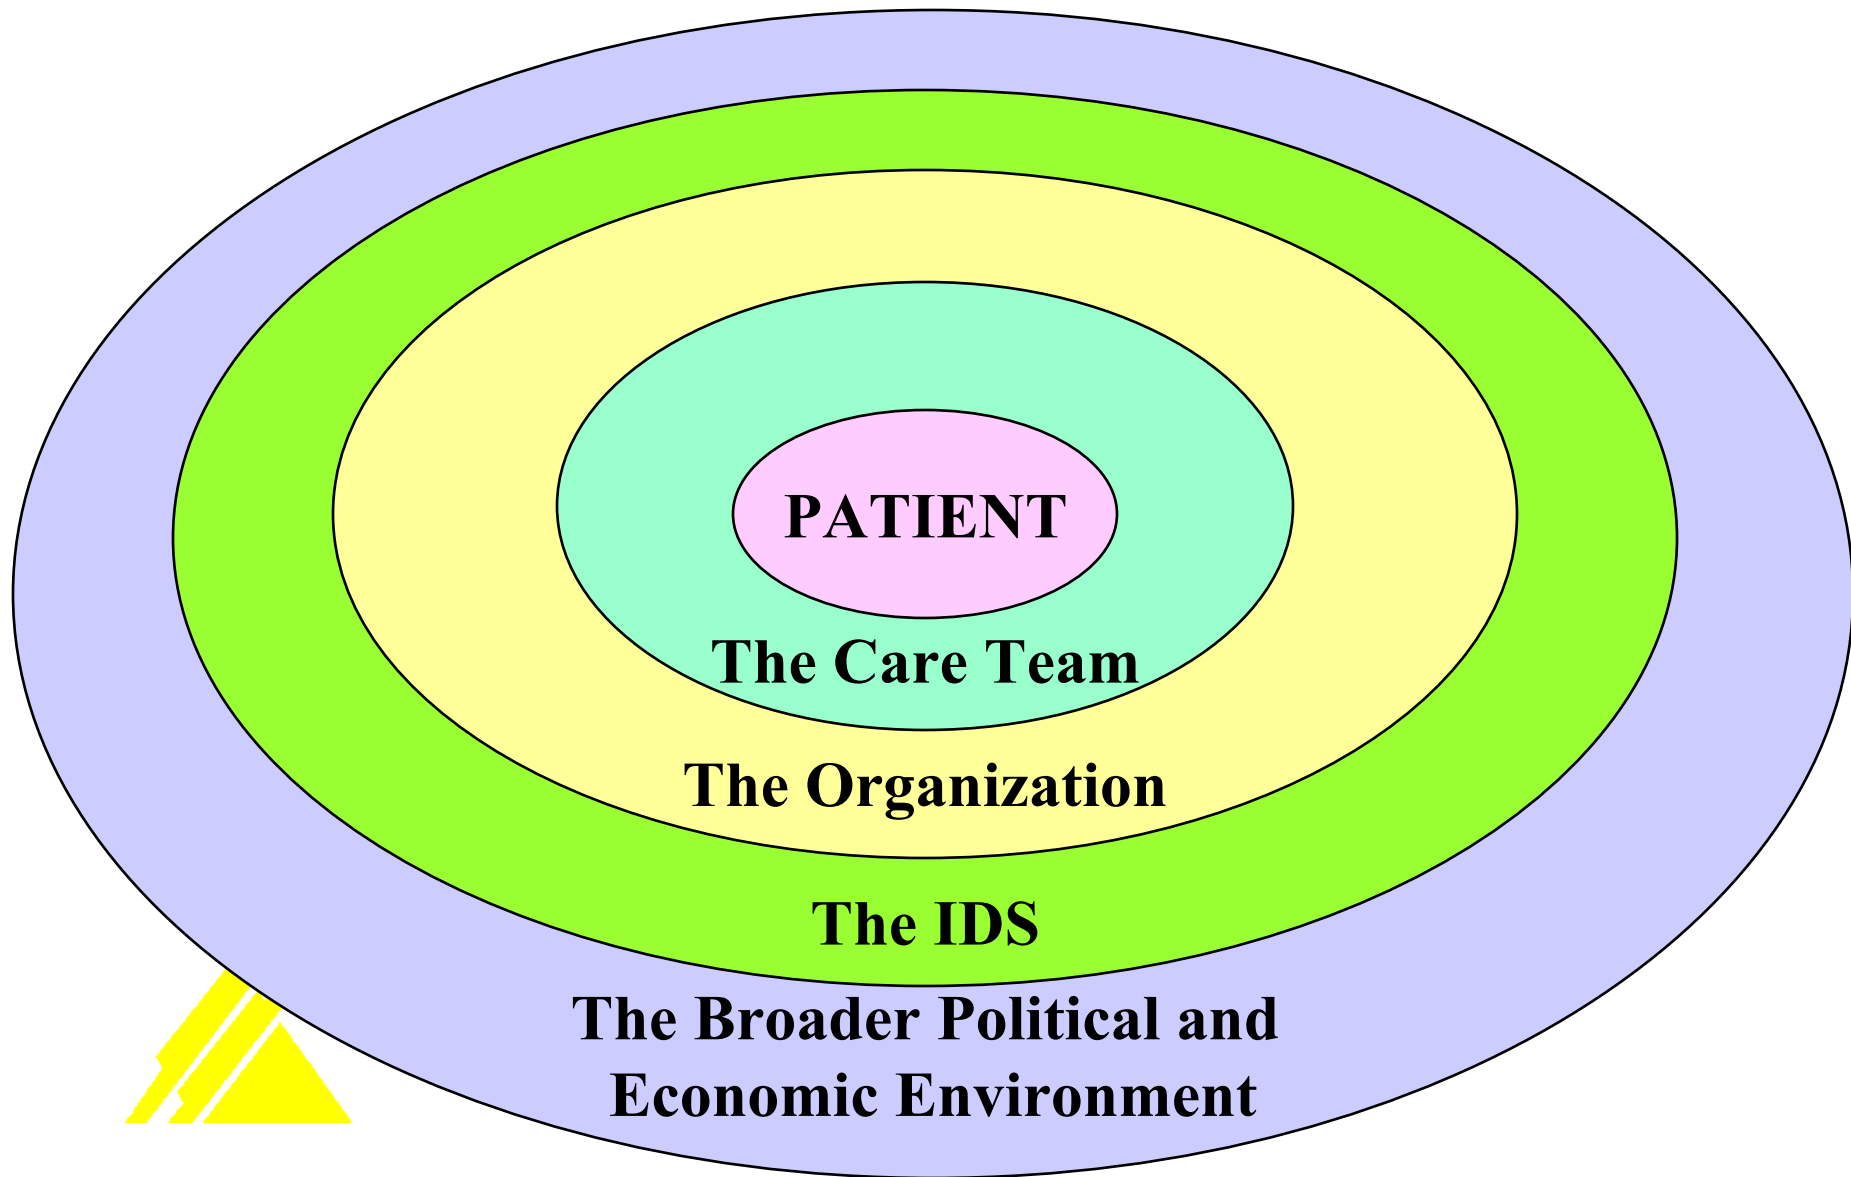 PATIENT
The Care Team
The Organization
The IDS
The Broader Political and
Economic Environment